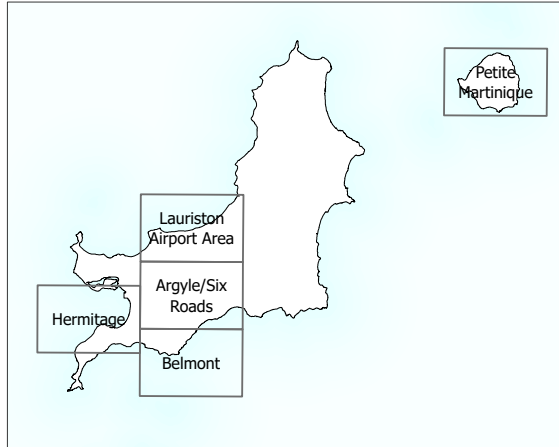 Petite
Martinique
Lauriston
Airport Area
Argyle/Six
Roads
Hermitage
Belmont